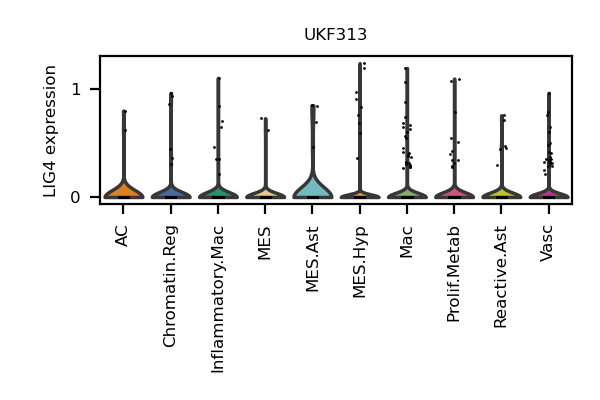 UKF313
LIG4 expression
1
0
AC
Chromatin.Reg
Inflammatory.Mac
MES
MES.Ast
MES.Hyp
Mac
Prolif.Metab
Reactive.Ast
Vasc